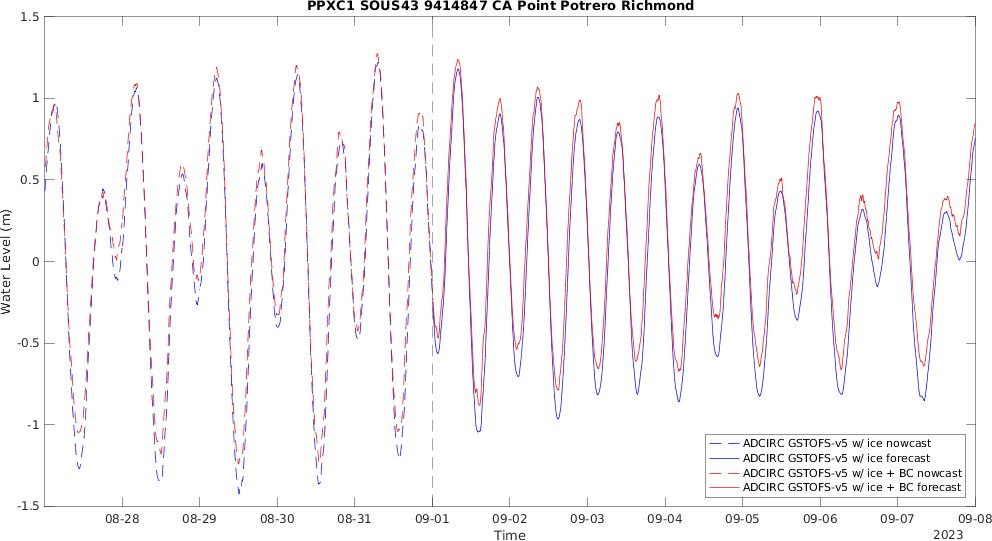 PPXC1 SOUS43 9414847 CA Point Potrero Richmond
1.5
1
0.5
0
-0.5
-1
-1.5
Water Level (m)
08-28 08-29 08-30 08-31 09-01 09-02 09-03 09-04 09-05 09-06 09-07 09-08
Time
2023
ADCIRC GSTOFS-v5 w/ ice nowcast
ADCIRC GSTOFS-v5 w/ ice forecast
ADCIRC GSTOFS-v5 w/ ice + BC nowcast
ADCIRC GSTOFS-v5 w/ ice + BC forecast